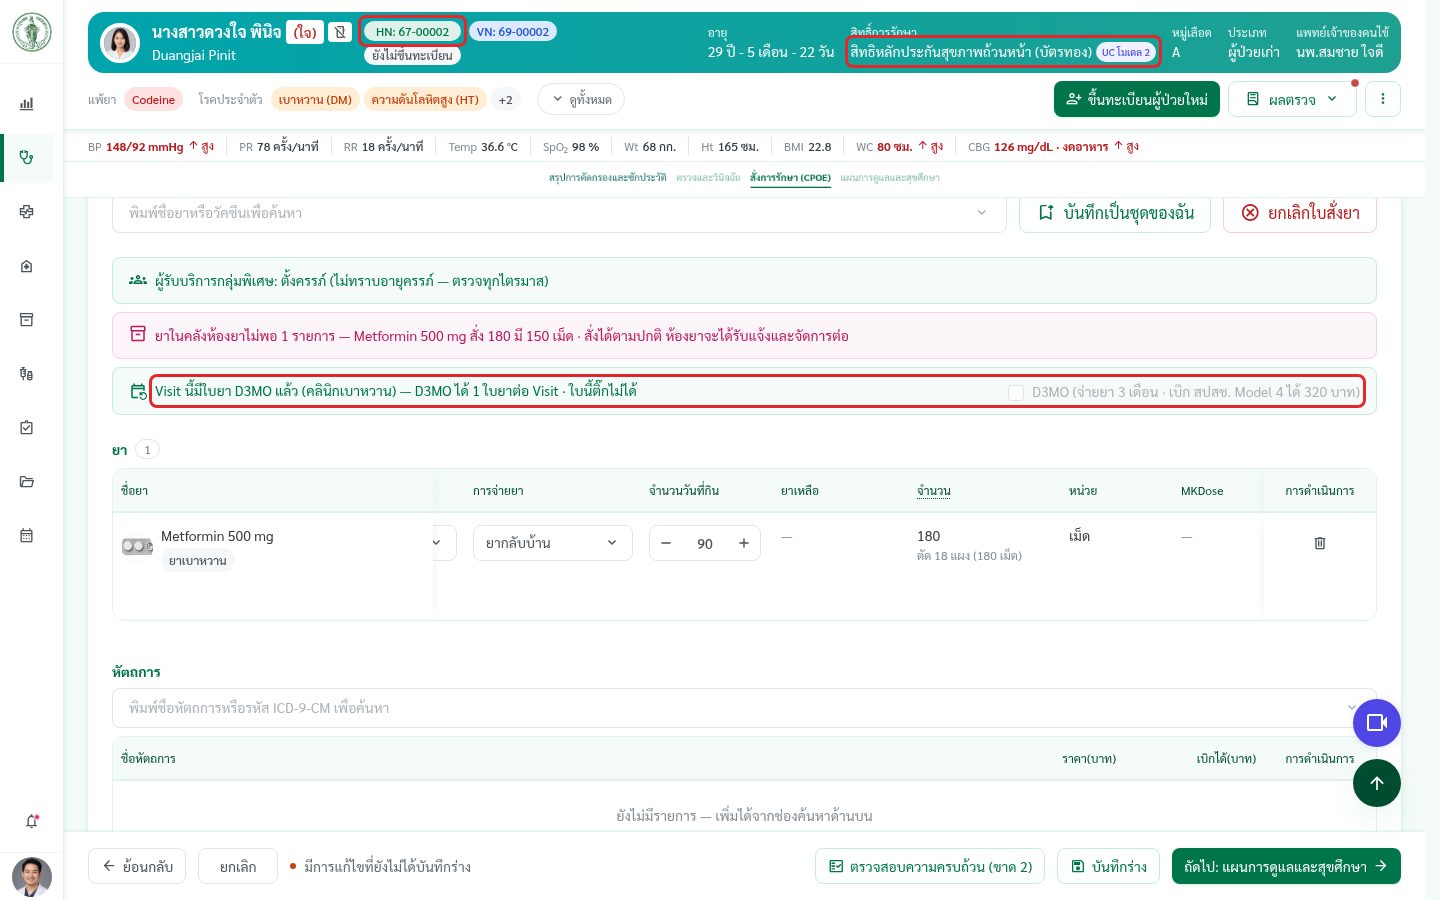 นางสาวดวงใจ พินิจ (ใจ) HN: 67-00002 VN: 69-00002
Duangjai Pinit ยังไม่ขึ้นทะเบียน
อายุ สิทธิ์การรักษา หมู่เลือด ประเภท แพทย์เจ้าของคนไข้
29 ปี - 5 เดือน - 22 วัน สิทธิหลักประกันสุขภาพถ้วนหน้า (บัตรทอง) UC โมเดล 2 A ผู้ป่วยเก่า นพ.สมชาย ใจดี
แพ้ยา Codeine โรคประจำตัว เบาหวาน (DM) ความดันโลหิตสูง (HT) +2 ดูทั้งหมด ขึ้นทะเบียนผู้ป่วยใหม่ ผลตรวจ
BP 148/92 mmHg ↑ สูง PR 78 ครั้ง/นาที RR 18 ครั้ง/นาที Temp 36.6 °C SpO₂ 98 % Wt 68 กก. Ht 165 ซม. BMI 22.8 WC 80 ซม. ↑ สูง CBG 126 mg/dL · งดอาหาร ↑ สูง
สรุปการคัดกรองและซักประวัติ ตรวจและวินิจฉัย สั่งการรักษา (CPOE) แผนการดูแลและสุขศึกษา
พิมพ์ชื่อยาหรือวัคซีนเพื่อค้นหา บันทึกเป็นชุดของฉัน ยกเลิกใบสั่งยา
ผู้รับบริการกลุ่มพิเศษ: ตั้งครรภ์ (ไม่ทราบอายุครรภ์ — ตรวจทุกไตรมาส)
ยาในคลังห้องยาไม่พอ 1 รายการ — Metformin 500 mg สั่ง 180 มี 150 เม็ด · สั่งได้ตามปกติ ห้องยาจะได้รับแจ้งและจัดการต่อ
Visit นี้มีใบยา D3MO แล้ว (คลินิกเบาหวาน) — D3MO ได้ 1 ใบยาต่อ Visit · ใบนี้ติ๊กไม่ได้ D3MO (จ่ายยา 3 เดือน · เบิก สปสช. Model 4 ได้ 320 บาท)
ยา 1
ชื่อยา การจ่ายยา จำนวนวันที่กิน ยาเหลือ จำนวน หน่วย MKDose การดำเนินการ
Metformin 500 mg ยากลับบ้าน − 90 + — 180 เม็ด —
ยาเบาหวาน ตัด 18 แผง (180 เม็ด)
หัตถการ
พิมพ์ชื่อหัตถการหรือรหัส ICD-9-CM เพื่อค้นหา
ชื่อหัตถการ ราคา(บาท) เบิกได้(บาท) การดำเนินการ
ยังไม่มีรายการ — เพิ่มได้จากช่องค้นหาด้านบน
ย้อนกลับ ยกเลิก มีการแก้ไขที่ยังไม่ได้บันทึกร่าง ตรวจสอบความครบถ้วน (ขาด 2) บันทึกร่าง ถัดไป: แผนการดูแลและสุขศึกษา